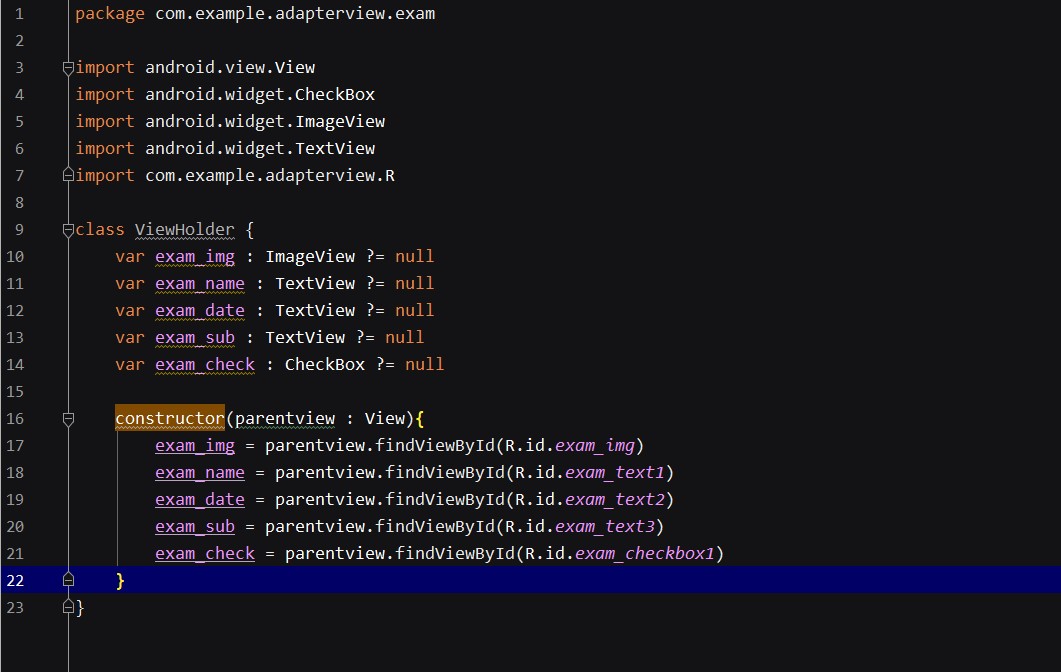 1 package com.example.adapterview.exam
2
3 import android.view.View
4 import android.widget.CheckBox
5 import android.widget.ImageView
6 import android.widget.TextView
7 import com.example.adapterview.R
8
9 class ViewHolder {
10     var exam_img : ImageView ?= null
11     var exam_name : TextView ?= null
12     var exam_date : TextView ?= null
13     var exam_sub : TextView ?= null
14     var exam_check : CheckBox ?= null
15
16     constructor(parentview : View){
17         exam_img = parentview.findViewById(R.id.exam_img)
18         exam_name = parentview.findViewById(R.id.exam_text1)
19         exam_date = parentview.findViewById(R.id.exam_text2)
20         exam_sub = parentview.findViewById(R.id.exam_text3)
21         exam_check = parentview.findViewById(R.id.exam_checkbox1)
22     }
23 }